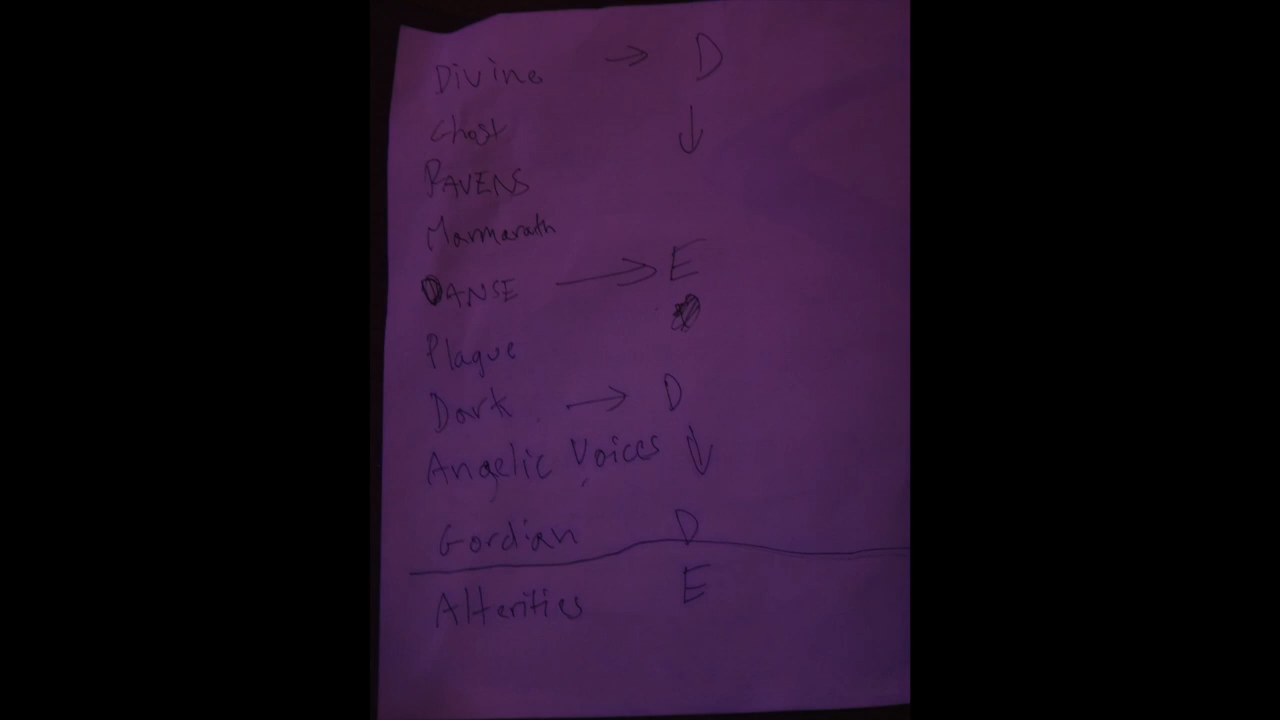 Divine → D
Ghost ↓
RAVENS
Marmarath
DANSE → E
Plague
Dark → D
Angelic Voices ↓
Gordian D
Alterities E